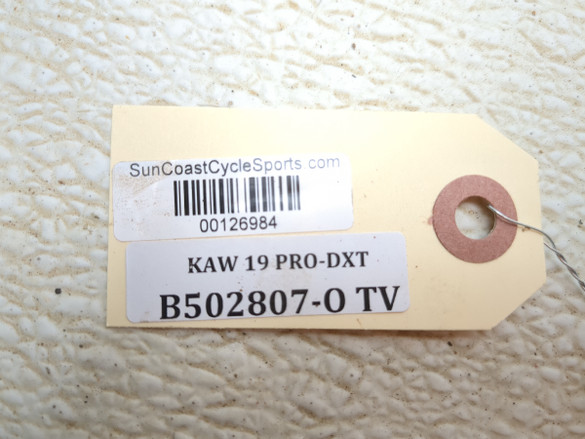 SunCoastCycleSports.com
00126984
KAW 19 PRO-DXT
B502807-O TV